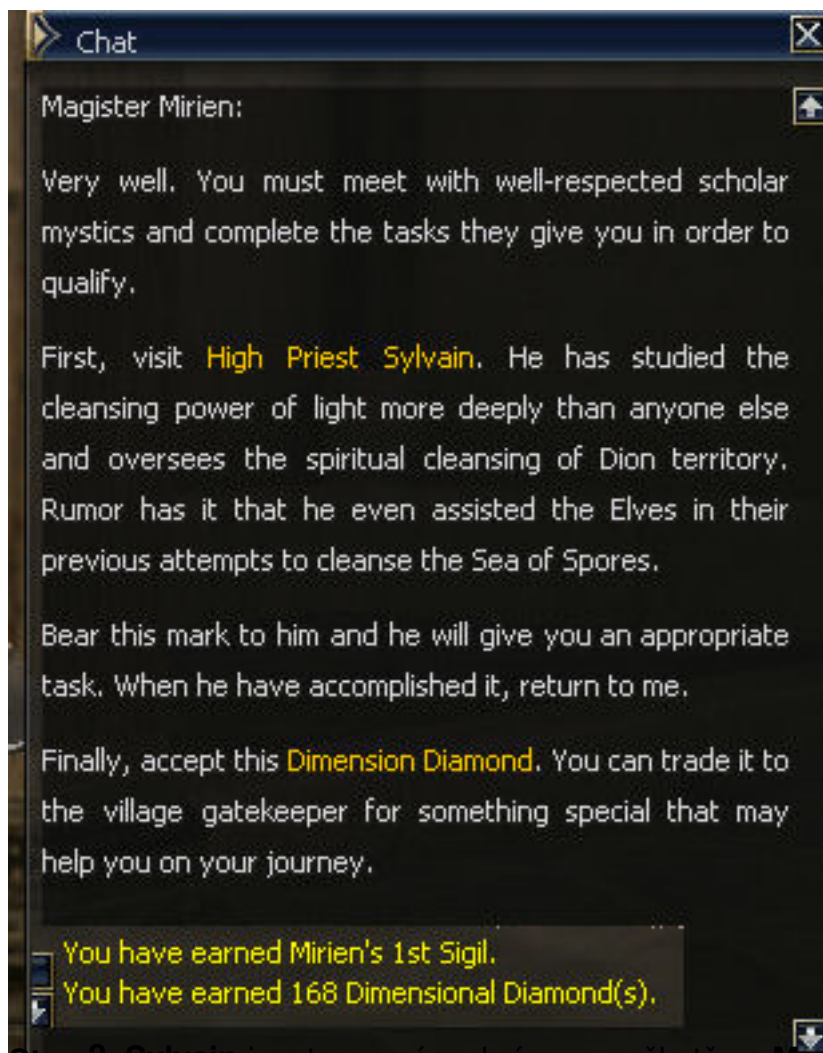 Chat
Magister Mirien:
Very well. You must meet with well-respected scholar
mystics and complete the tasks they give you in order to
qualify.
First, visit High Priest Sylvain. He has studied the
cleansing power of light more deeply than anyone else
and oversees the spiritual cleansing of Dion territory.
Rumor has it that he even assisted the Elves in their
previous attempts to cleanse the Sea of Spores.
Bear this mark to him and he will give you an appropriate
task. When he have accomplished it, return to me.
Finally, accept this Dimension Diamond. You can trade it to
the village gatekeeper for something special that may
help you on your journey.
You have earned Mirien's 1st Sigil.
You have earned 168 Dimensional Diamond(s).